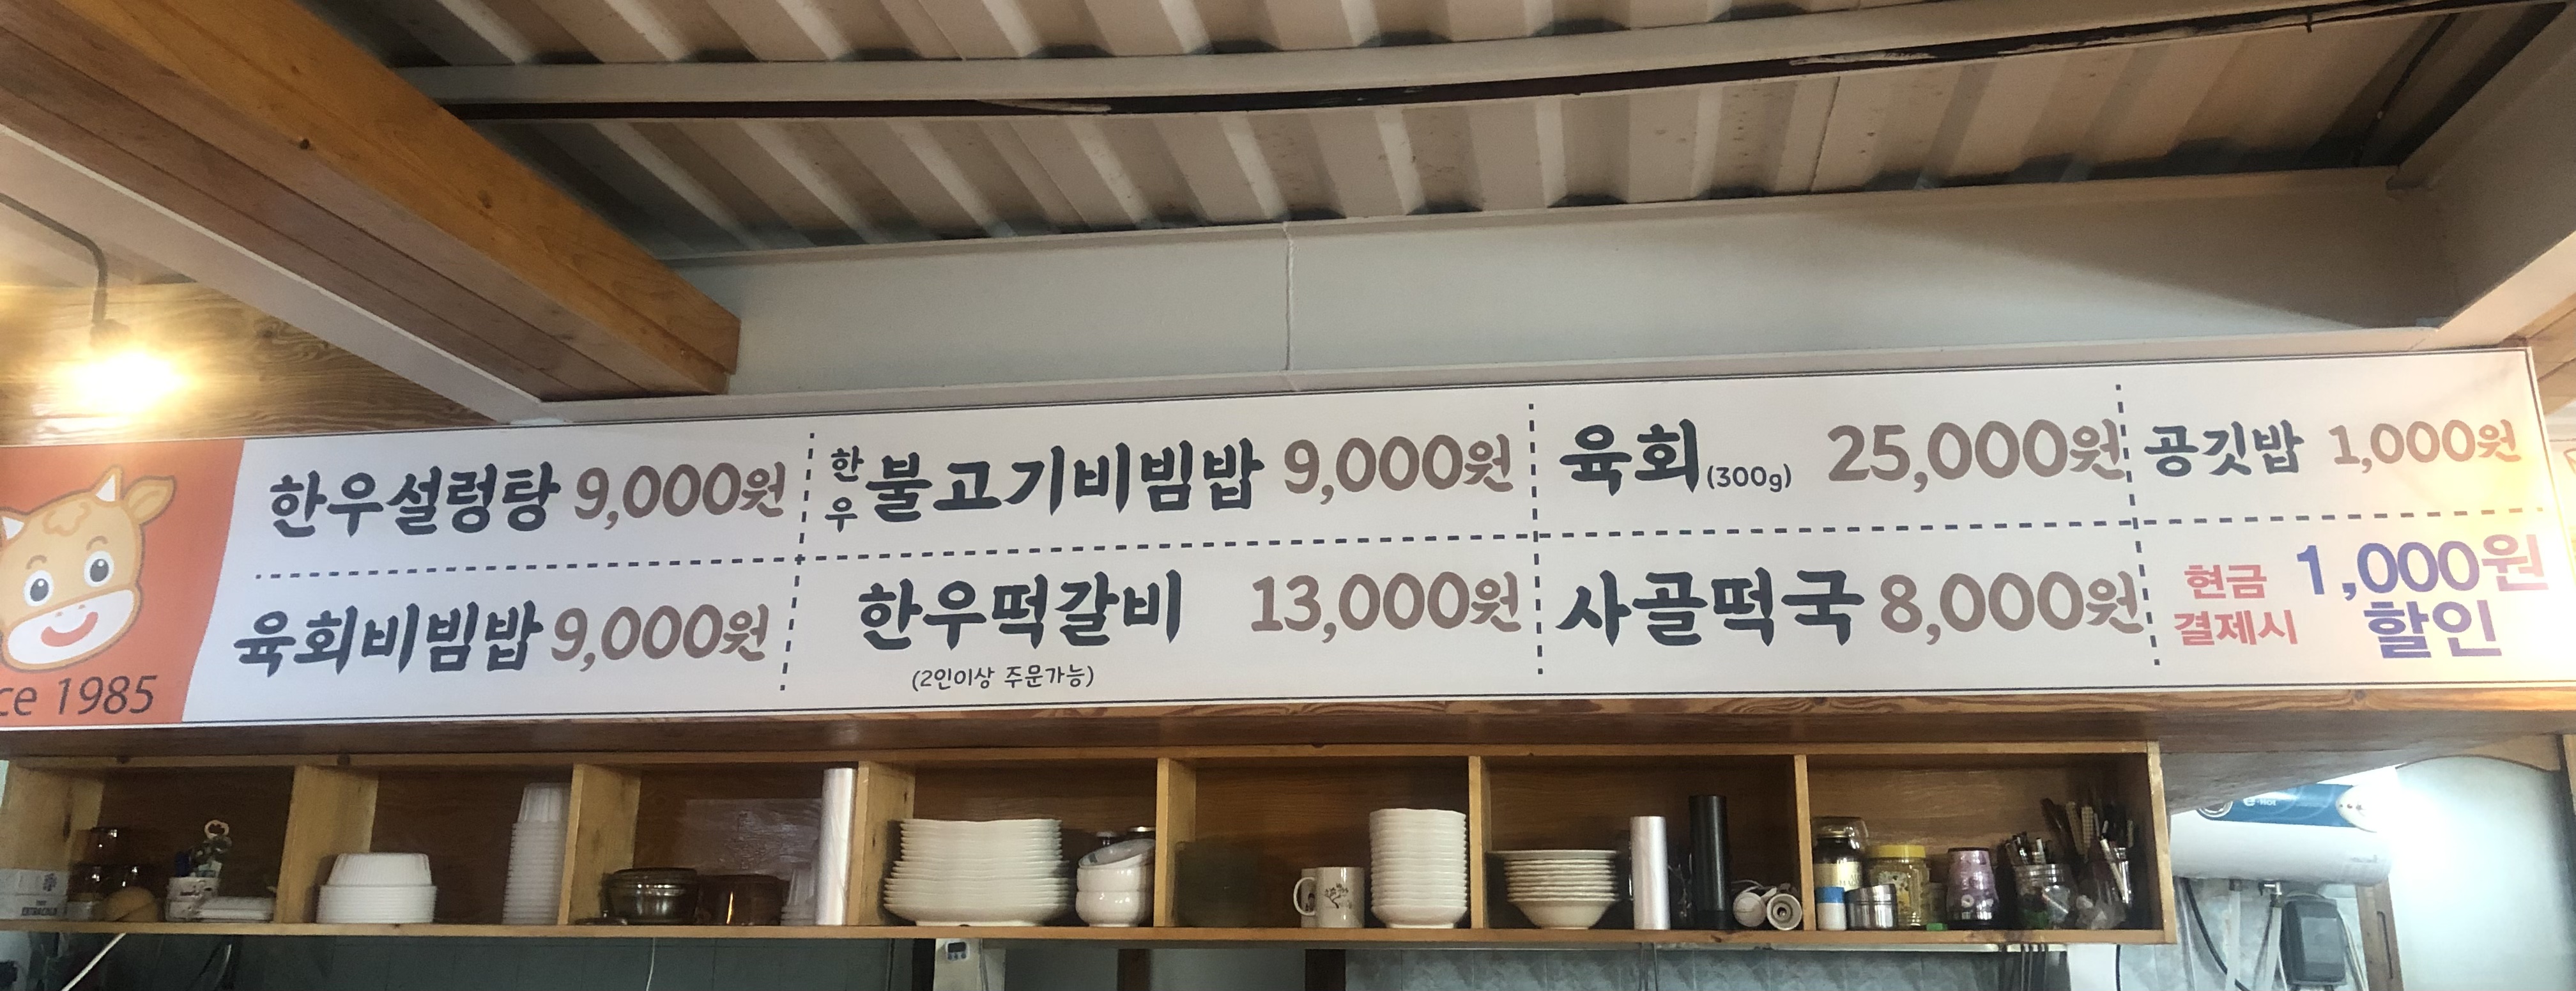 한우설렁탕 9,000원
한우 불고기비빔밥 9,000원
육회(300g) 25,000원
공깃밥 1,000원
육회비빔밥 9,000원
한우떡갈비 13,000원
(2인이상 주문가능)
사골떡국 8,000원
현금
결제시
1,000원
할인
ce 1985